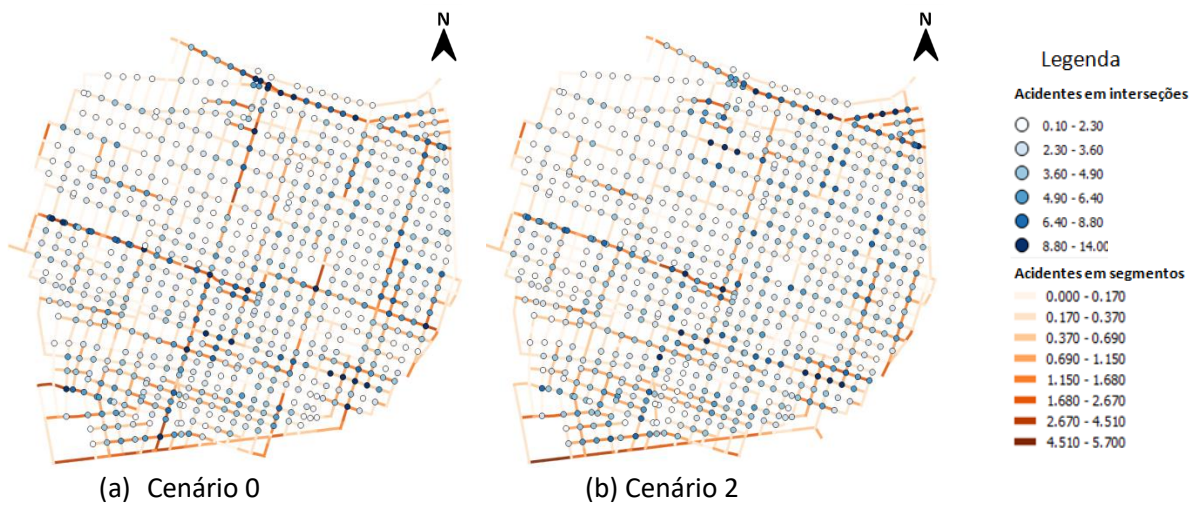 N
N
Legenda
Acidentes em interseções
0.10 - 2.30
2.30 - 3.60
3.60 - 4.90
4.90 - 6.40
6.40 - 8.80
8.80 - 14.00
Acidentes em segmentos
0.000 - 0.170
0.170 - 0.370
0.370 - 0.690
0.690 - 1.150
1.150 - 1.680
1.680 - 2.670
2.670 - 4.510
4.510 - 5.700
(a) Cenário 0
(b) Cenário 2